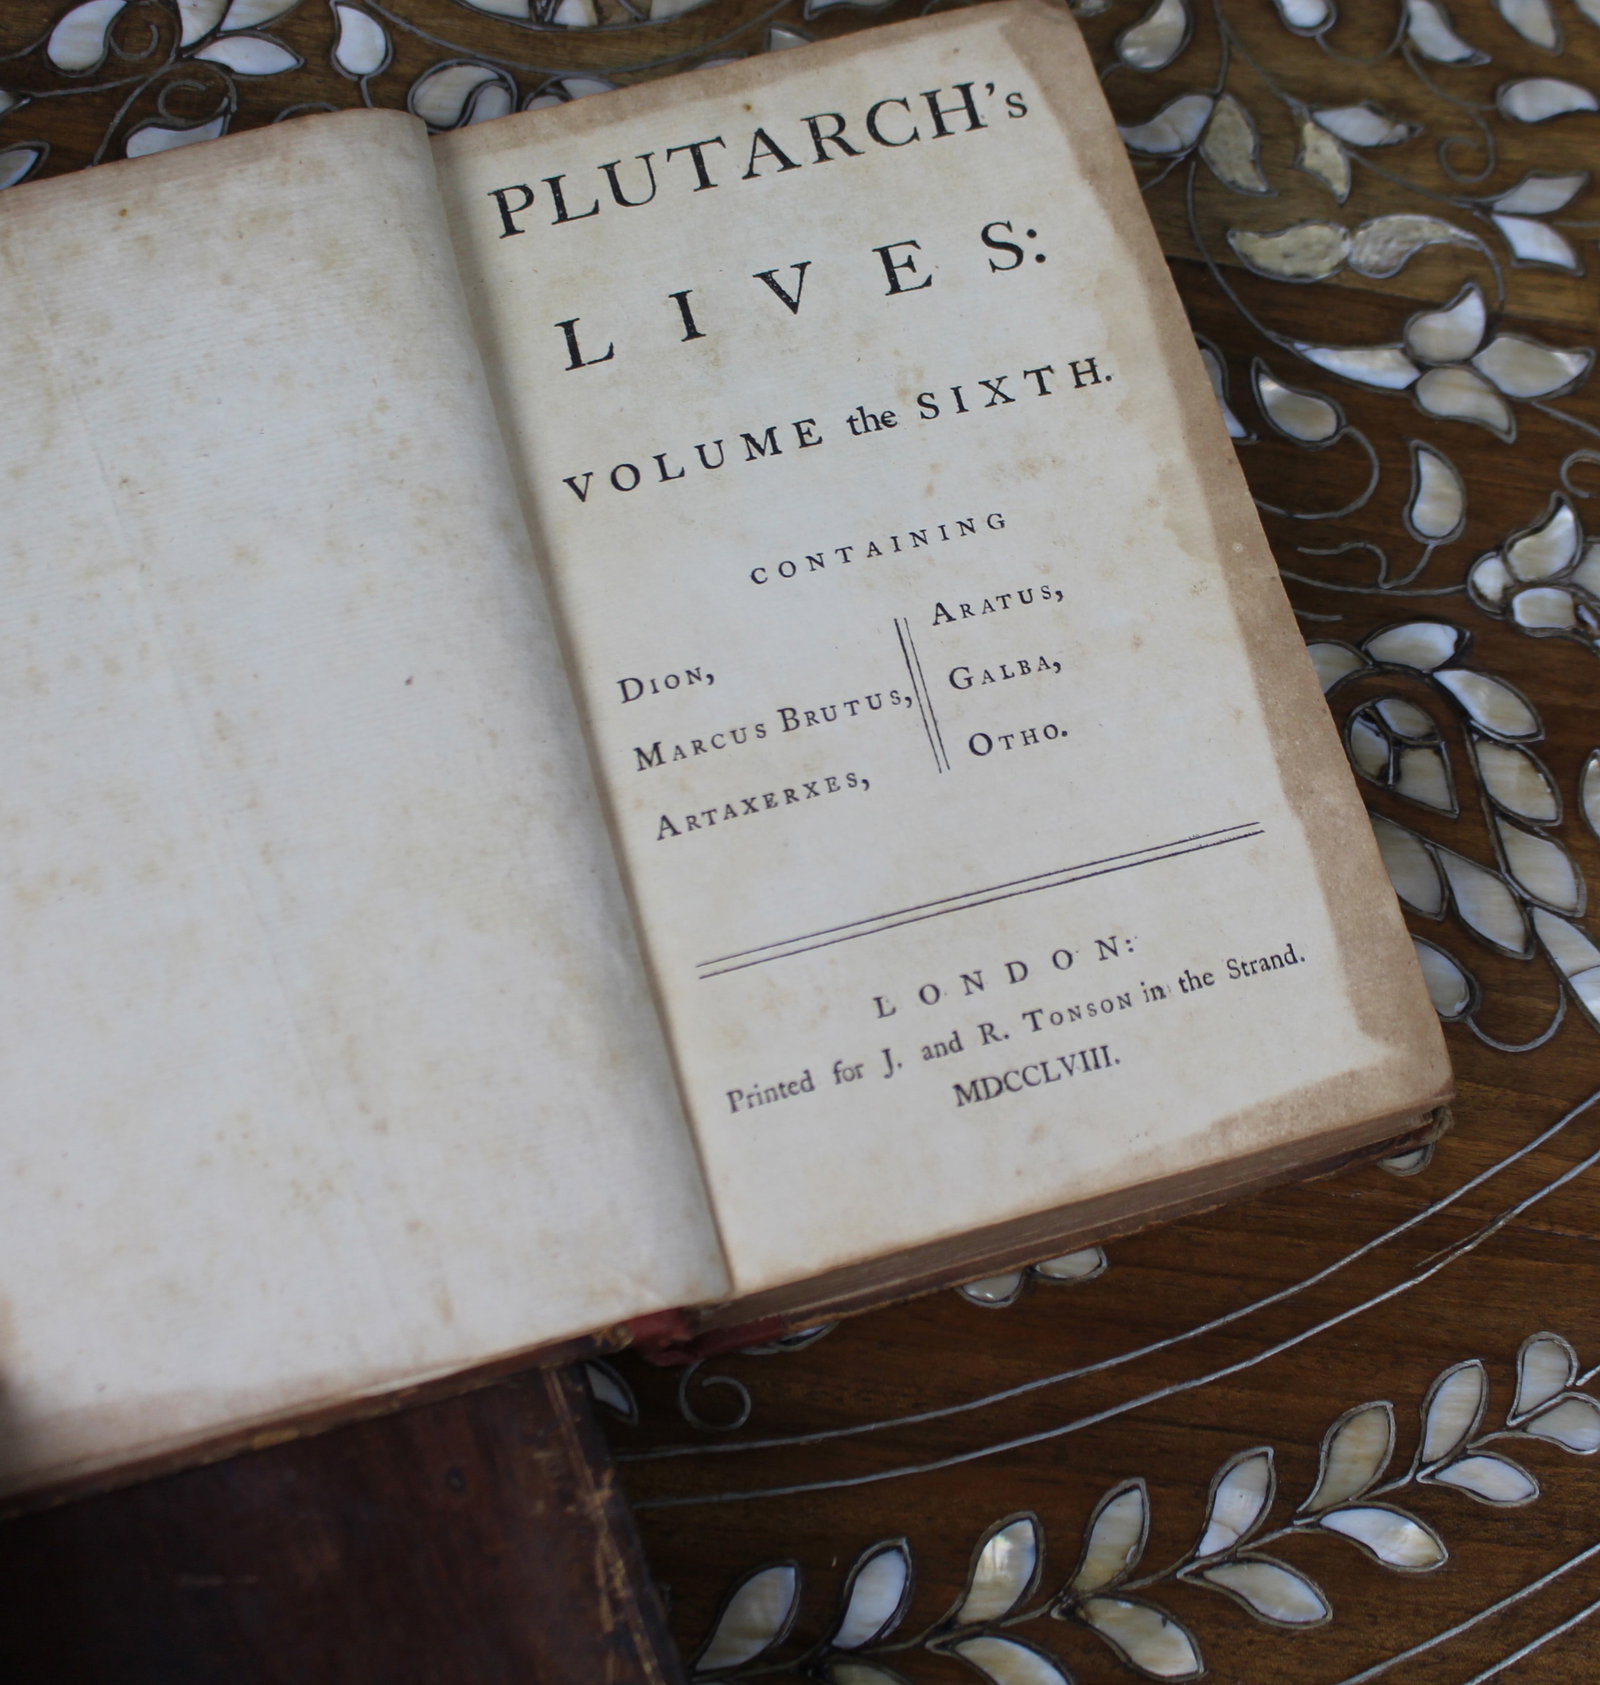 PLUTARCH's
LIVES:
VOLUME the SIXTH.
CONTAINING
DION,
MARCUS BRUTUS,
ARTAXERXES,
ARATUS,
GALBA,
OTHO.
LONDON:
Printed for J. and R. TONSON in the Strand.
MDCCLVIII.